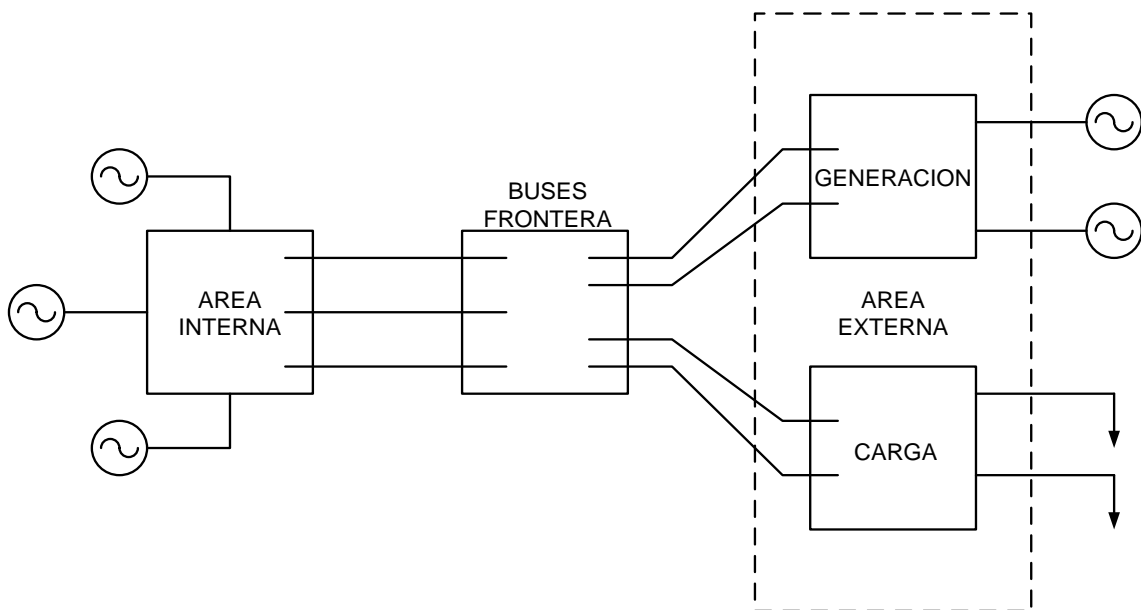 AREA
INTERNA
BUSES
FRONTERA
GENERACION
AREA
EXTERNA
CARGA